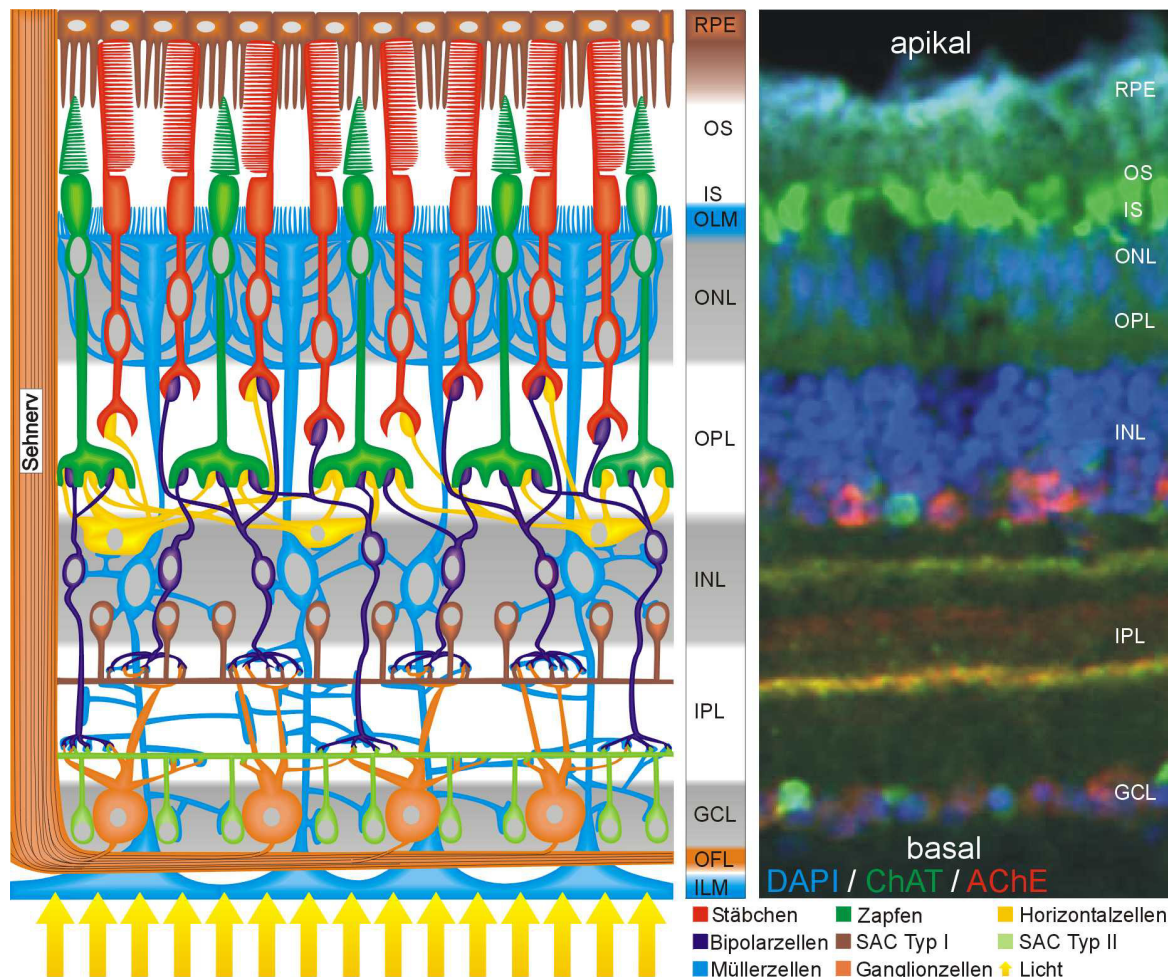 Sehnerv
RPE
OS
IS
OLM
ONL
OPL
INL
IPL
GCL
OFL
ILM
apikal
RPE
OS
IS
ONL
OPL
INL
IPL
GCL
basal
DAPI / ChAT / AChE
Stäbchen
Zapfen
Horizontalzellen
Bipolarzellen
SAC Typ I
SAC Typ II
Müllerzellen
Ganglionzellen
Licht